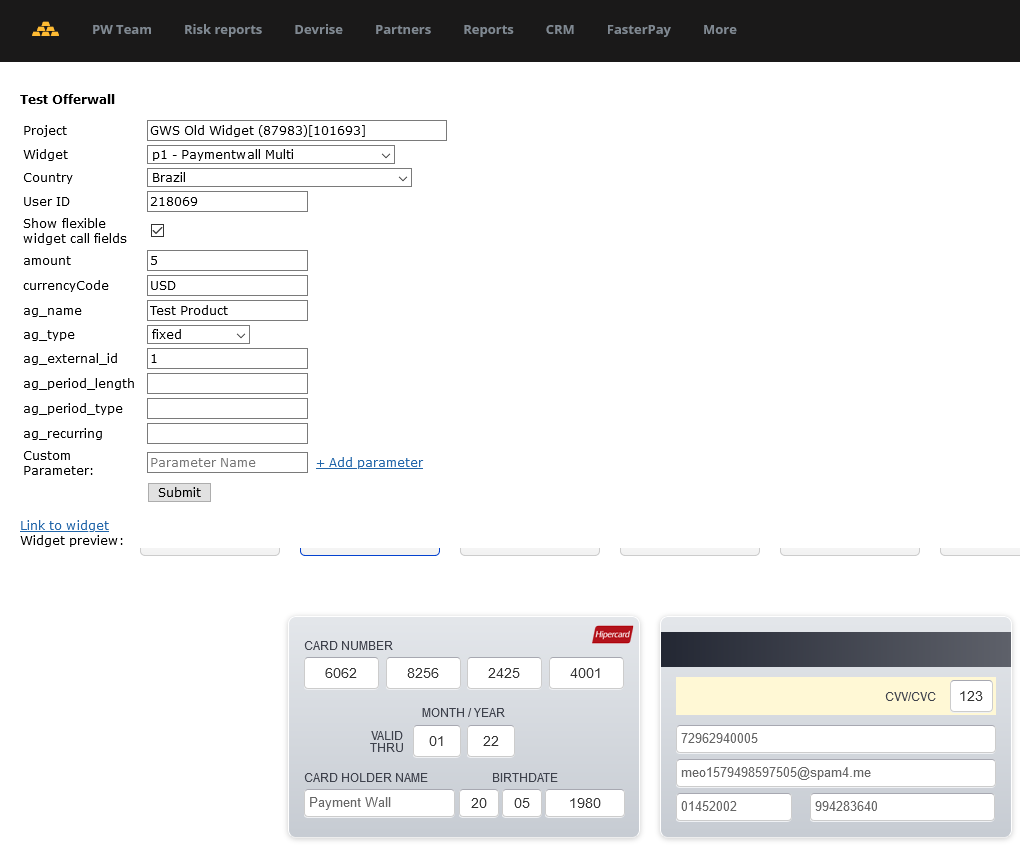 PW Team Risk reports Devrise Partners Reports CRM FasterPay More
Test Offerwall
Project GWS Old Widget (87983)[101693]
Widget p1 - Paymentwall Multi
Country Brazil
User ID 218069
Show flexible
widget call fields
amount 5
currencyCode USD
ag_name Test Product
ag_type fixed
ag_external_id 1
ag_period_length
ag_period_type
ag_recurring
Custom
Parameter: Parameter Name + Add parameter
Submit
Link to widget
Widget preview:
Hipercard
CARD NUMBER
6062 8256 2425 4001
MONTH / YEAR
VALID
THRU 01 22
CARD HOLDER NAME BIRTHDATE
Payment Wall 20 05 1980
CVV/CVC 123
72962940005
meo1579498597505@spam4.me
01452002 994283640